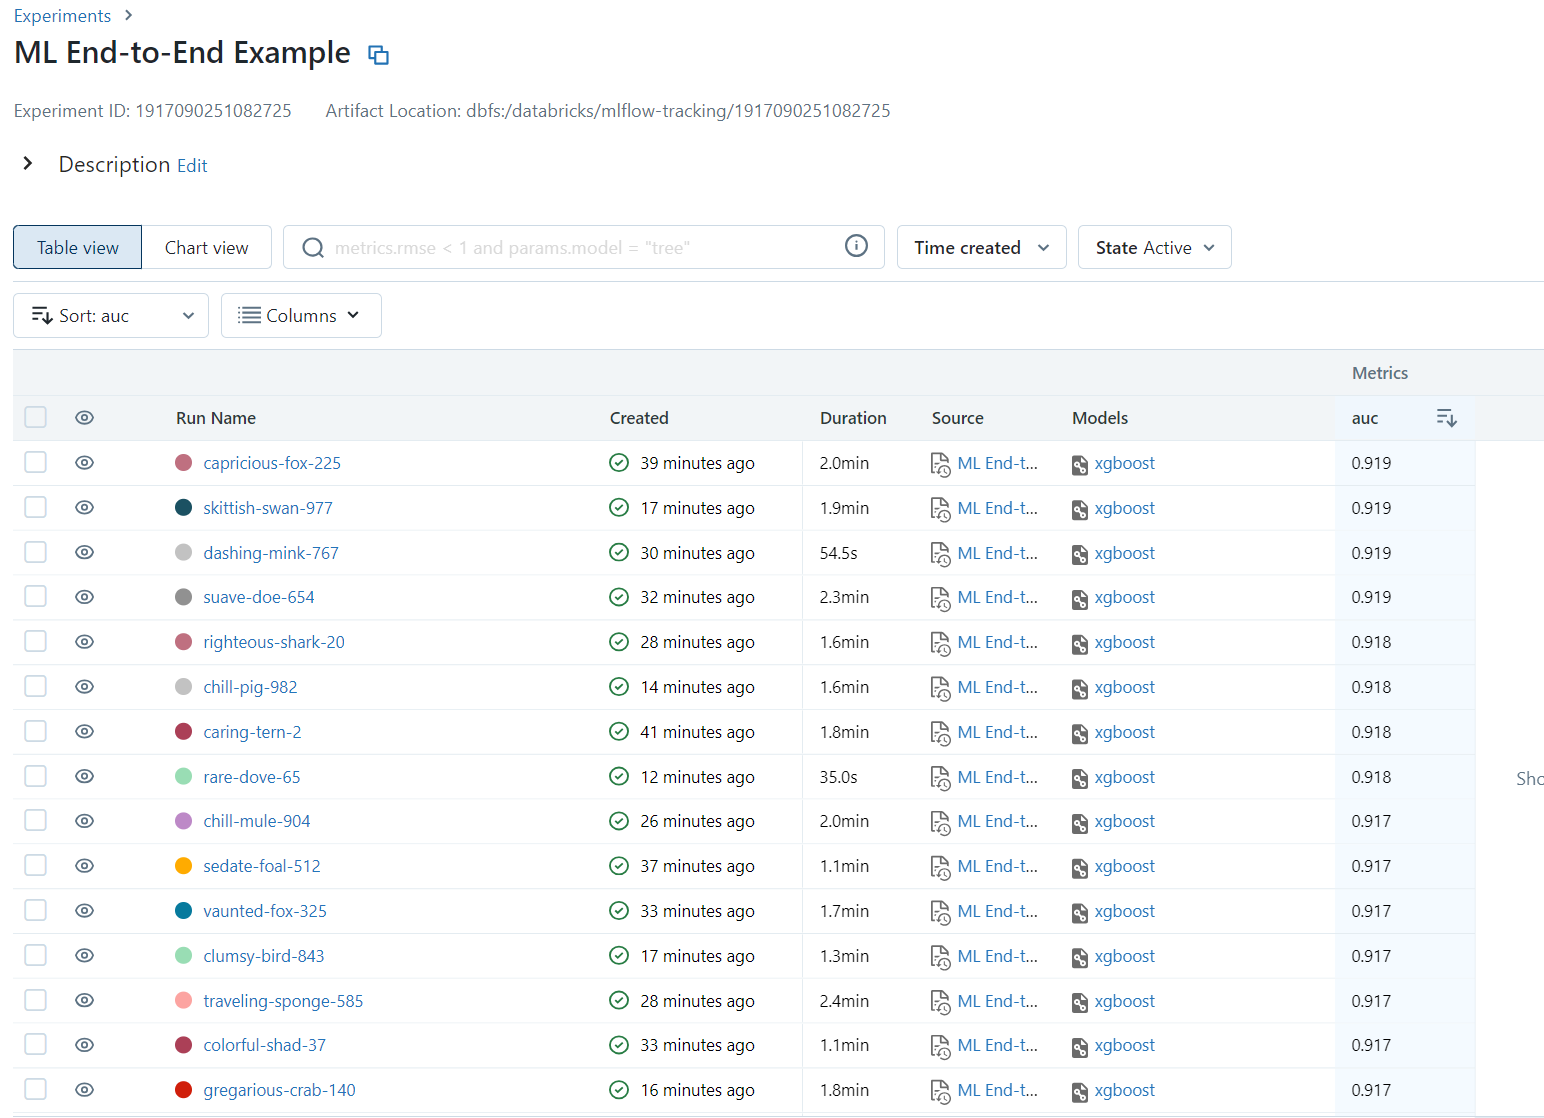 Experiments
ML End-to-End Example
Experiment ID: 1917090251082725 Artifact Location: dbfs:/databricks/mlflow-tracking/1917090251082725
Description Edit
Table view Chart view metrics.rmse < 1 and params.model = "tree" Time created State Active
Sort: auc Columns
Metrics
Run Name Created Duration Source Models auc
capricious-fox-225 39 minutes ago 2.0min ML End-t... xgboost 0.919
skittish-swan-977 17 minutes ago 1.9min ML End-t... xgboost 0.919
dashing-mink-767 30 minutes ago 54.5s ML End-t... xgboost 0.919
suave-doe-654 32 minutes ago 2.3min ML End-t... xgboost 0.919
righteous-shark-20 28 minutes ago 1.6min ML End-t... xgboost 0.918
chill-pig-982 14 minutes ago 1.6min ML End-t... xgboost 0.918
caring-tern-2 41 minutes ago 1.8min ML End-t... xgboost 0.918
rare-dove-65 12 minutes ago 35.0s ML End-t... xgboost 0.918 Sho
chill-mule-904 26 minutes ago 2.0min ML End-t... xgboost 0.917
sedate-foal-512 37 minutes ago 1.1min ML End-t... xgboost 0.917
vaunted-fox-325 33 minutes ago 1.7min ML End-t... xgboost 0.917
clumsy-bird-843 17 minutes ago 1.3min ML End-t... xgboost 0.917
traveling-sponge-585 28 minutes ago 2.4min ML End-t... xgboost 0.917
colorful-shad-37 33 minutes ago 1.1min ML End-t... xgboost 0.917
gregarious-crab-140 16 minutes ago 1.8min ML End-t... xgboost 0.917